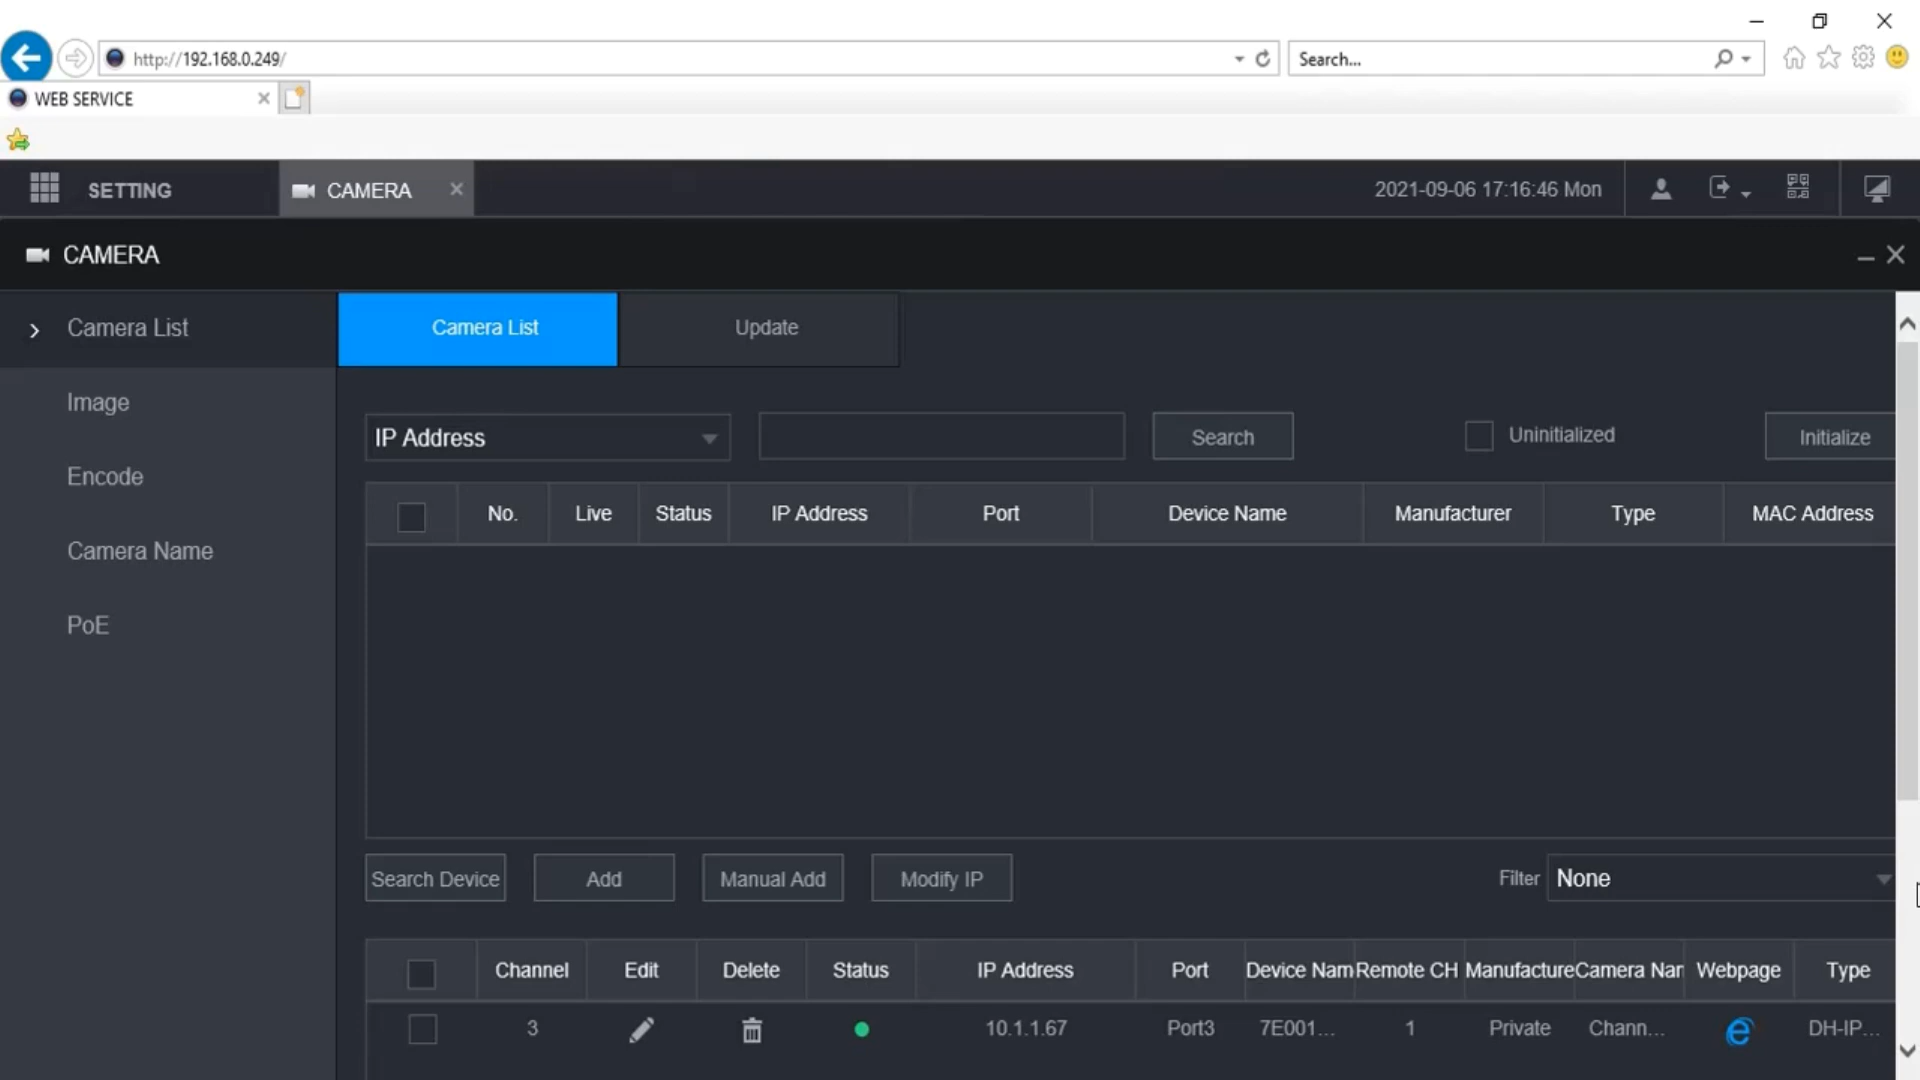 http://192.168.0.249/
Search...
WEB SERVICE
SETTING
CAMERA
2021-09-06 17:16:46 Mon
CAMERA
Camera List
Image
Encode
Camera Name
PoE
Camera List
Update
IP Address
Search
Uninitialized
Initialize
No.
Live
Status
IP Address
Port
Device Name
Manufacturer
Type
MAC Address
Search Device
Add
Manual Add
Modify IP
Filter
None
Channel
Edit
Delete
Status
IP Address
Port
Device Nam
Remote CH
Manufacture
Camera Nar
Webpage
Type
3
10.1.1.67
Port3
7E001...
1
Private
Chann...
DH-IP...